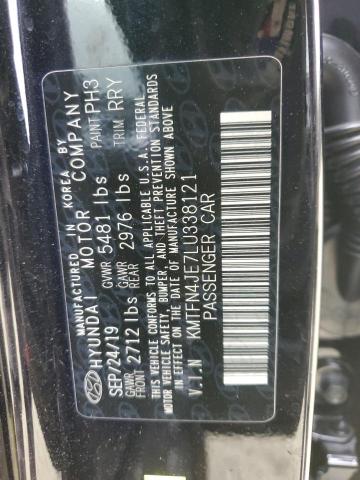 MANUFACTURED IN KOREA BY
HYUNDAI MOTOR COMPANY
SEP/24/19 GVWR 5481 lbs PAINT PH3
GAWR FRONT 2712 lbs GAWR REAR 2976 lbs TRIM RRY
THIS VEHICLE CONFORMS TO ALL APPLICABLE U.S.A. FEDERAL
BUMPER, AND THEFT PREVENTION STANDARDS
MOTOR VEHICLE SAFETY
IN EFFECT ON THE DATE OF MANUFACTURE SHOWN ABOVE
V.I.N KMTFN4JE7LU338121
PASSENGER CAR